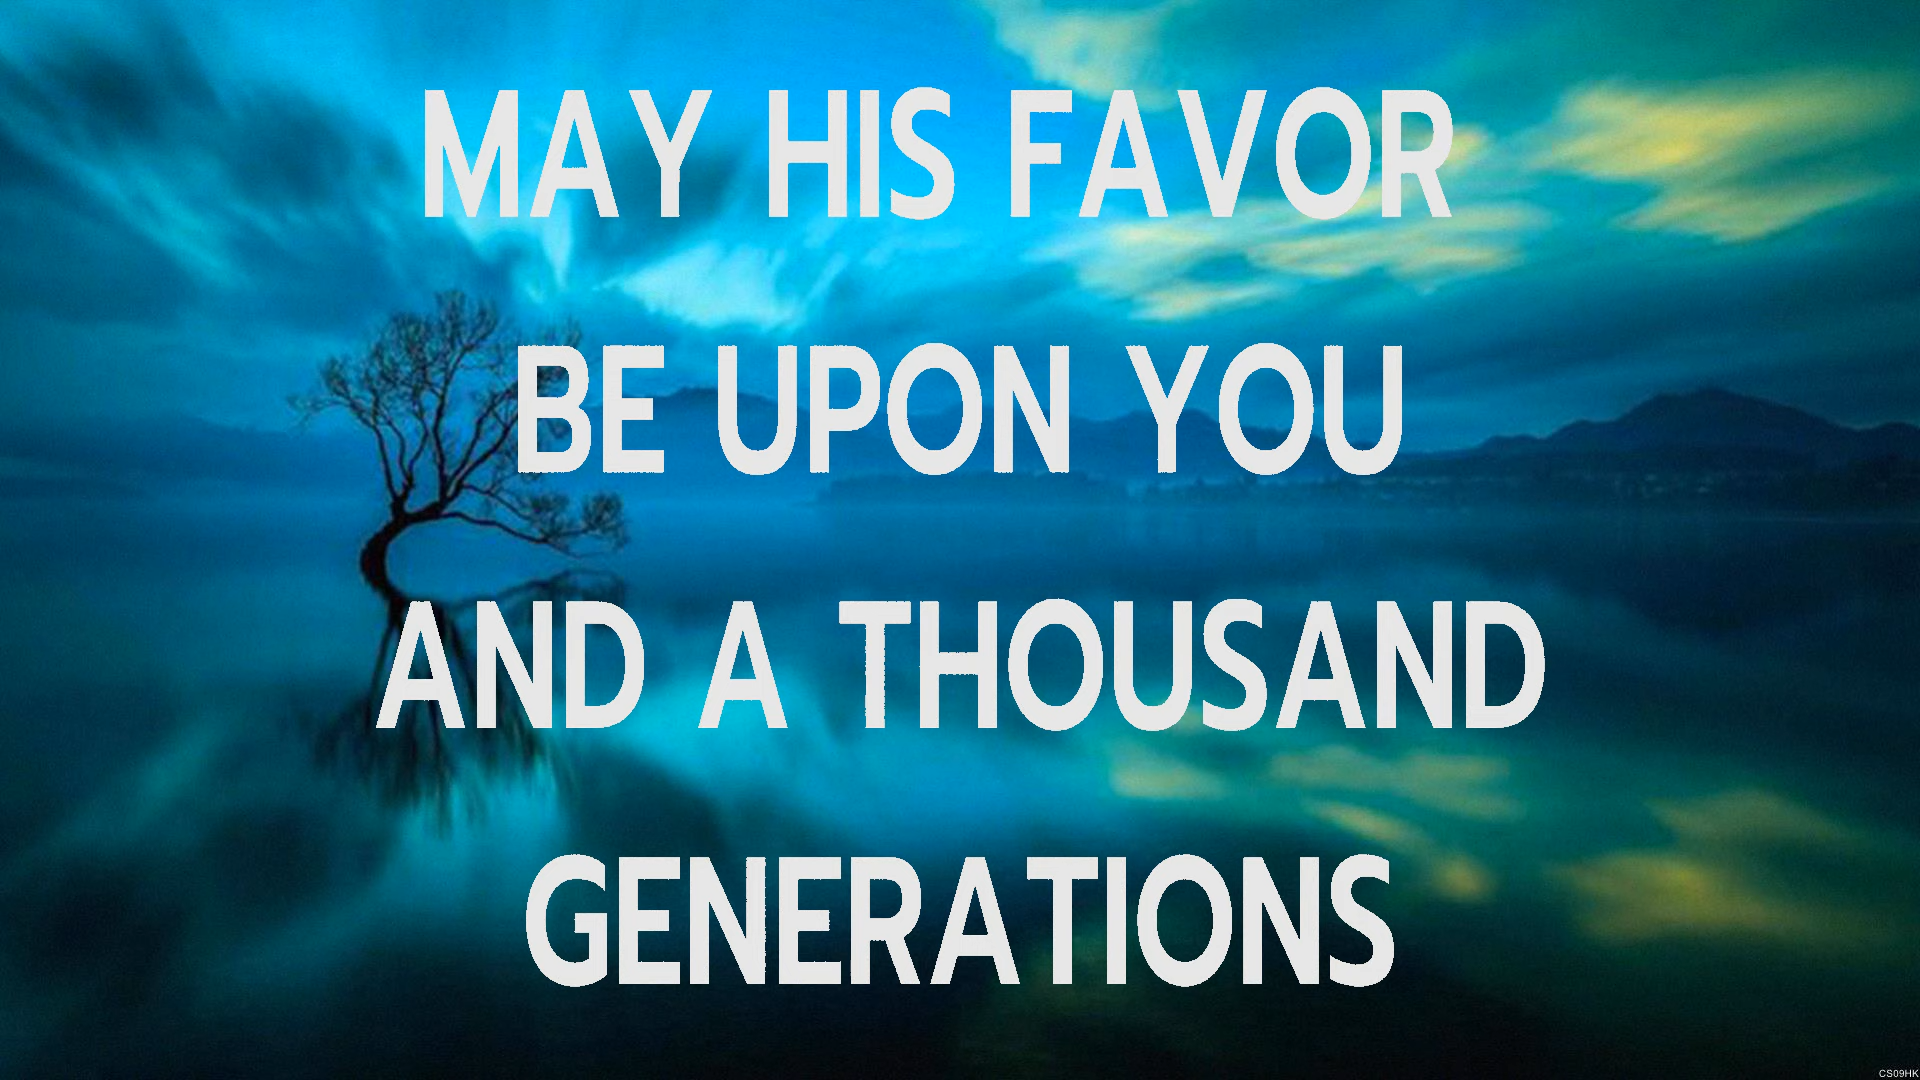 MAY HIS FAVOR
BE UPON YOU
AND A THOUSAND
GENERATIONS
CS09HK